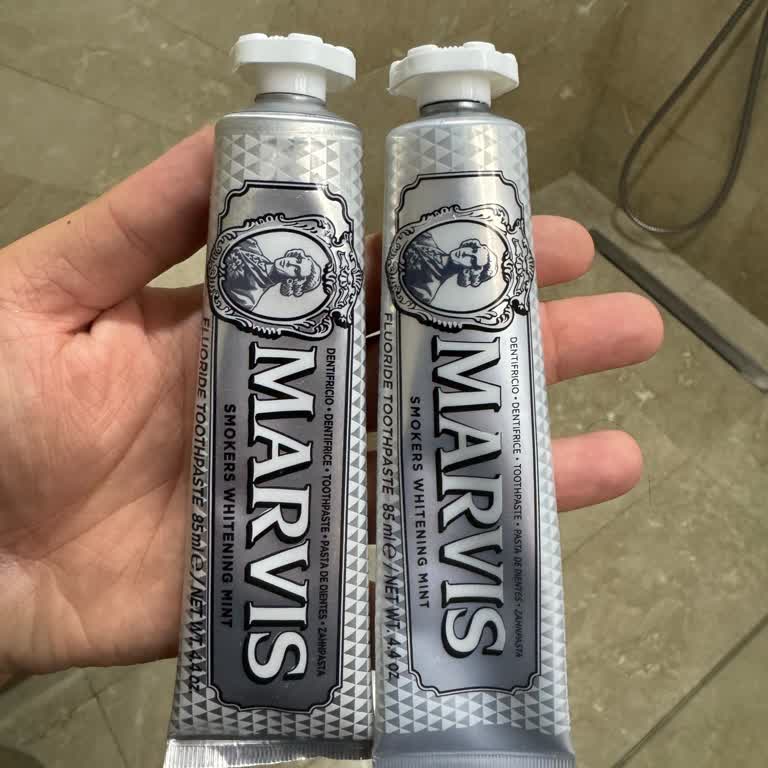 MARVIS
DENTIFRICIO • DENTIFRICE • TOOTHPASTE • PASTA DE DIENTES • ZAHNPASTA
SMOKERS WHITENING MINT
FLUORIDE TOOTHPASTE 85 ml ℮ / NET WT. 4.4 OZ
MARVIS
DENTIFRICIO • DENTIFRICE • TOOTHPASTE • PASTA DE DIENTES • ZAHNPASTA
SMOKERS WHITENING MINT
FLUORIDE TOOTHPASTE 85 ml ℮ / NET WT. 4.4 OZ